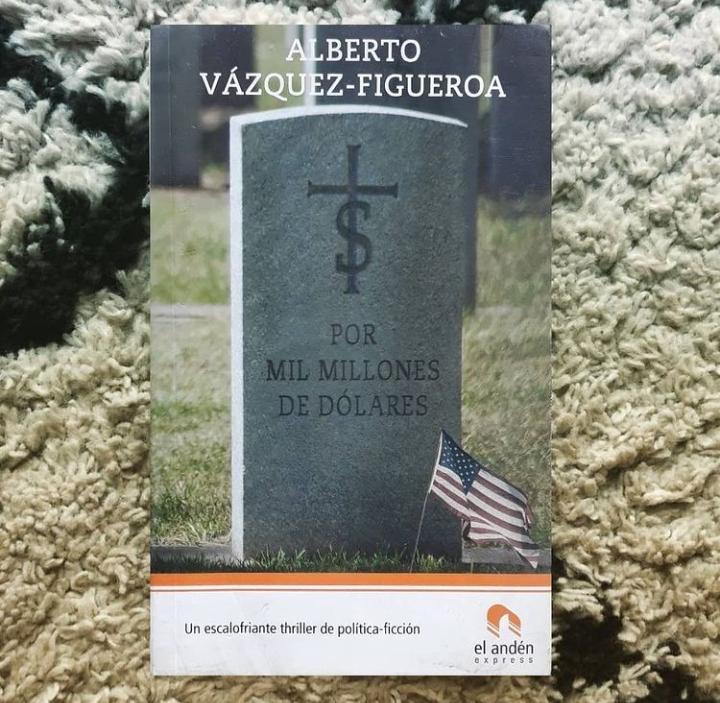 ALBERTO
VÁZQUEZ-FIGUEROA
$
POR
MIL MILLONES
DE DÓLARES
Un escalofriante thriller de política-ficción
el andén
express